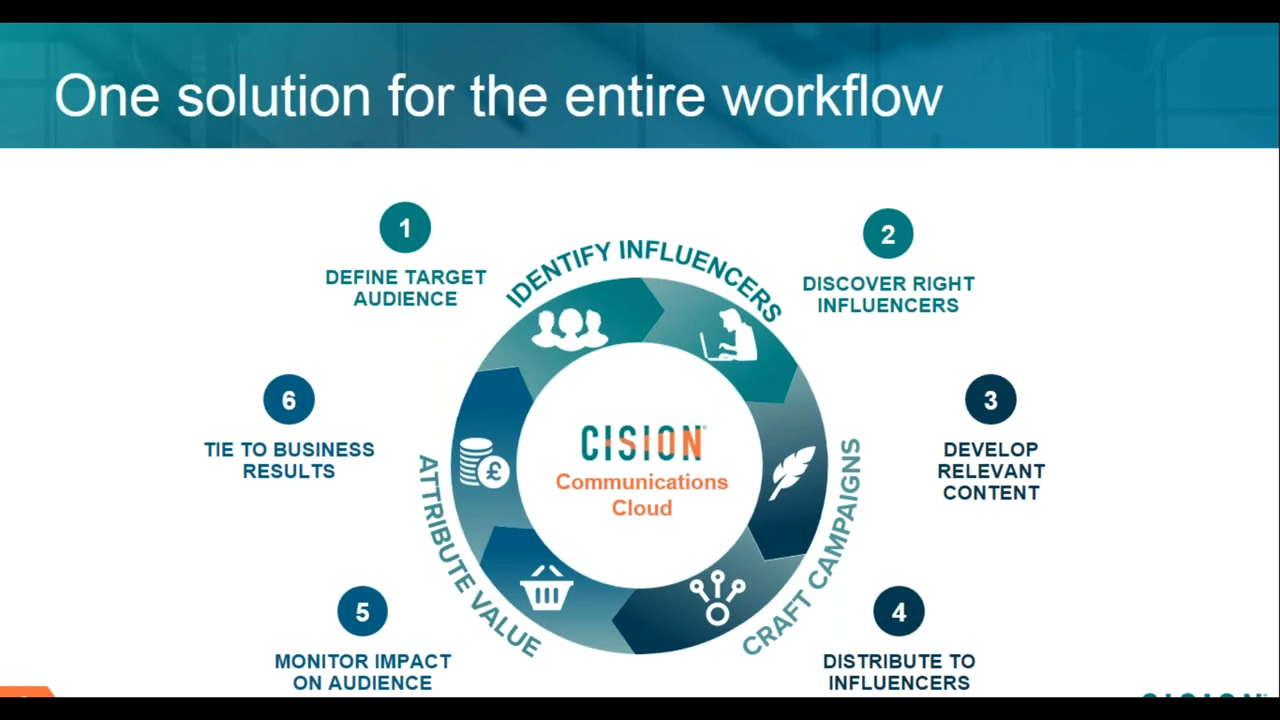 One solution for the entire workflow
1
DEFINE TARGET
AUDIENCE
IDENTIFY INFLUENCERS
2
DISCOVER RIGHT
INFLUENCERS
6
TIE TO BUSINESS
RESULTS
CISION®
Communications
Cloud
£
3
DEVELOP
RELEVANT
CONTENT
ATTRIBUTE VALUE
CRAFT CAMPAIGNS
5
MONITOR IMPACT
ON AUDIENCE
4
DISTRIBUTE TO
INFLUENCERS